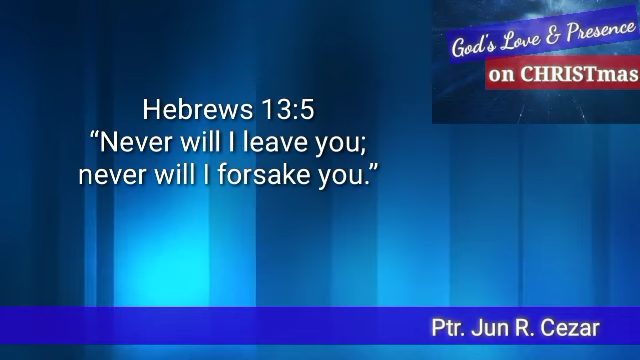 God's Love & Presence
on CHRISTmas
Hebrews 13:5
“Never will I leave you;
never will I forsake you.”
Ptr. Jun R. Cezar